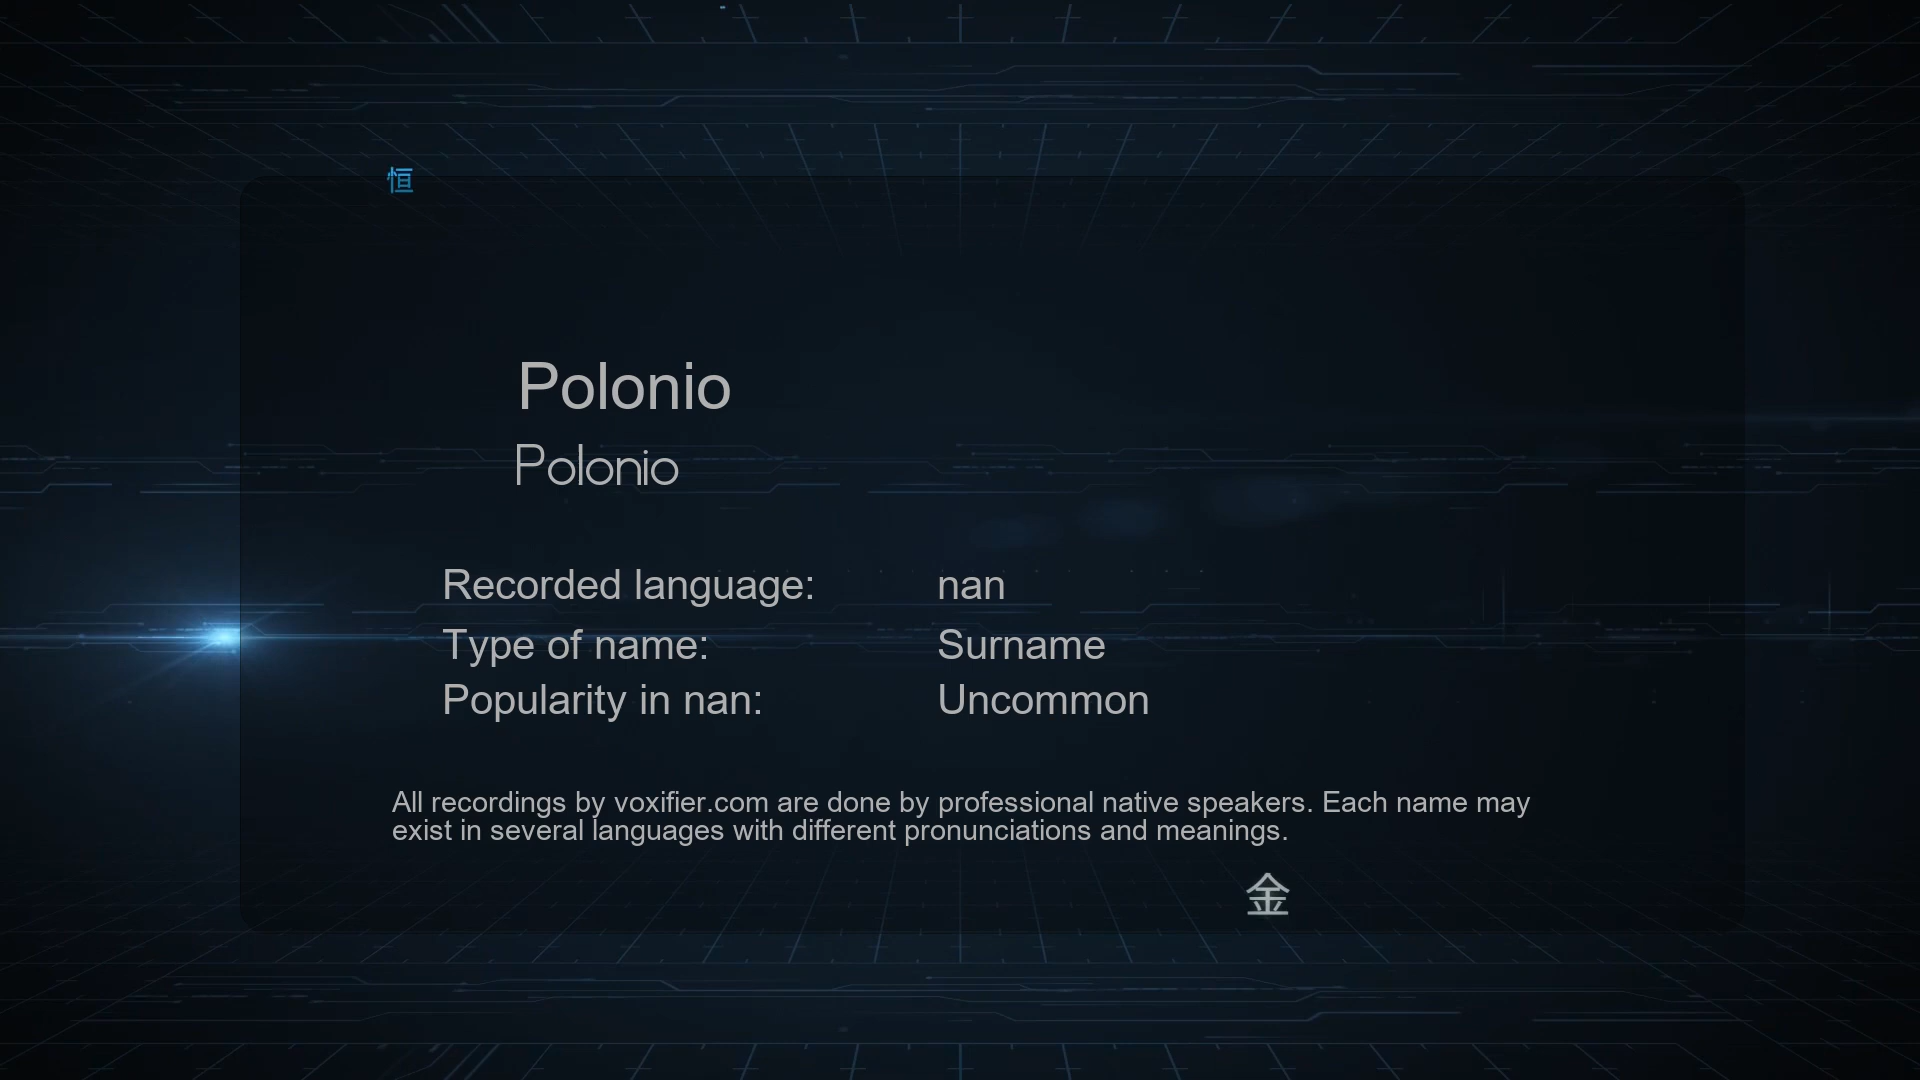 恒
Polonio
Polonio
Recorded language: nan
Type of name: Surname
Popularity in nan: Uncommon
All recordings by voxifier.com are done by professional native speakers. Each name may
exist in several languages with different pronunciations and meanings.
金